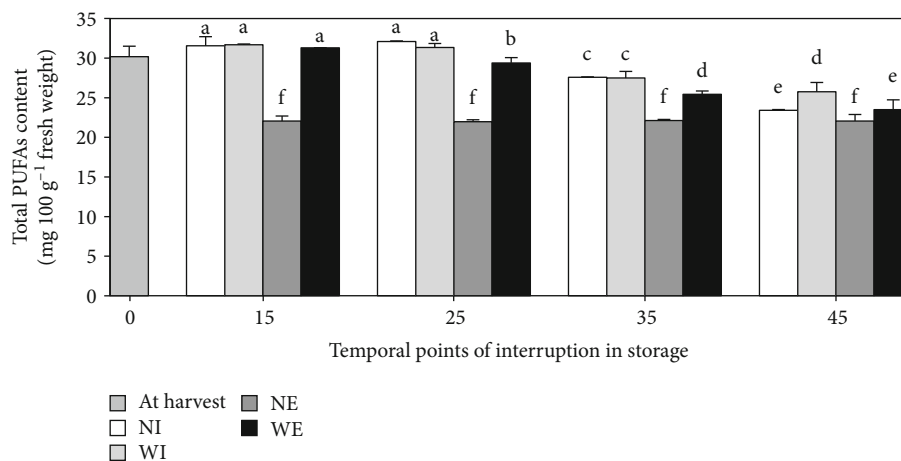 Total PUFAs content
(mg 100 g⁻¹ fresh weight)
35
30
25
20
15
10
5
0
a a f a
a a f b
c c f d
e d f e
0 15 25 35 45
Temporal points of interruption in storage
At harvest
NI
WI
NE
WE